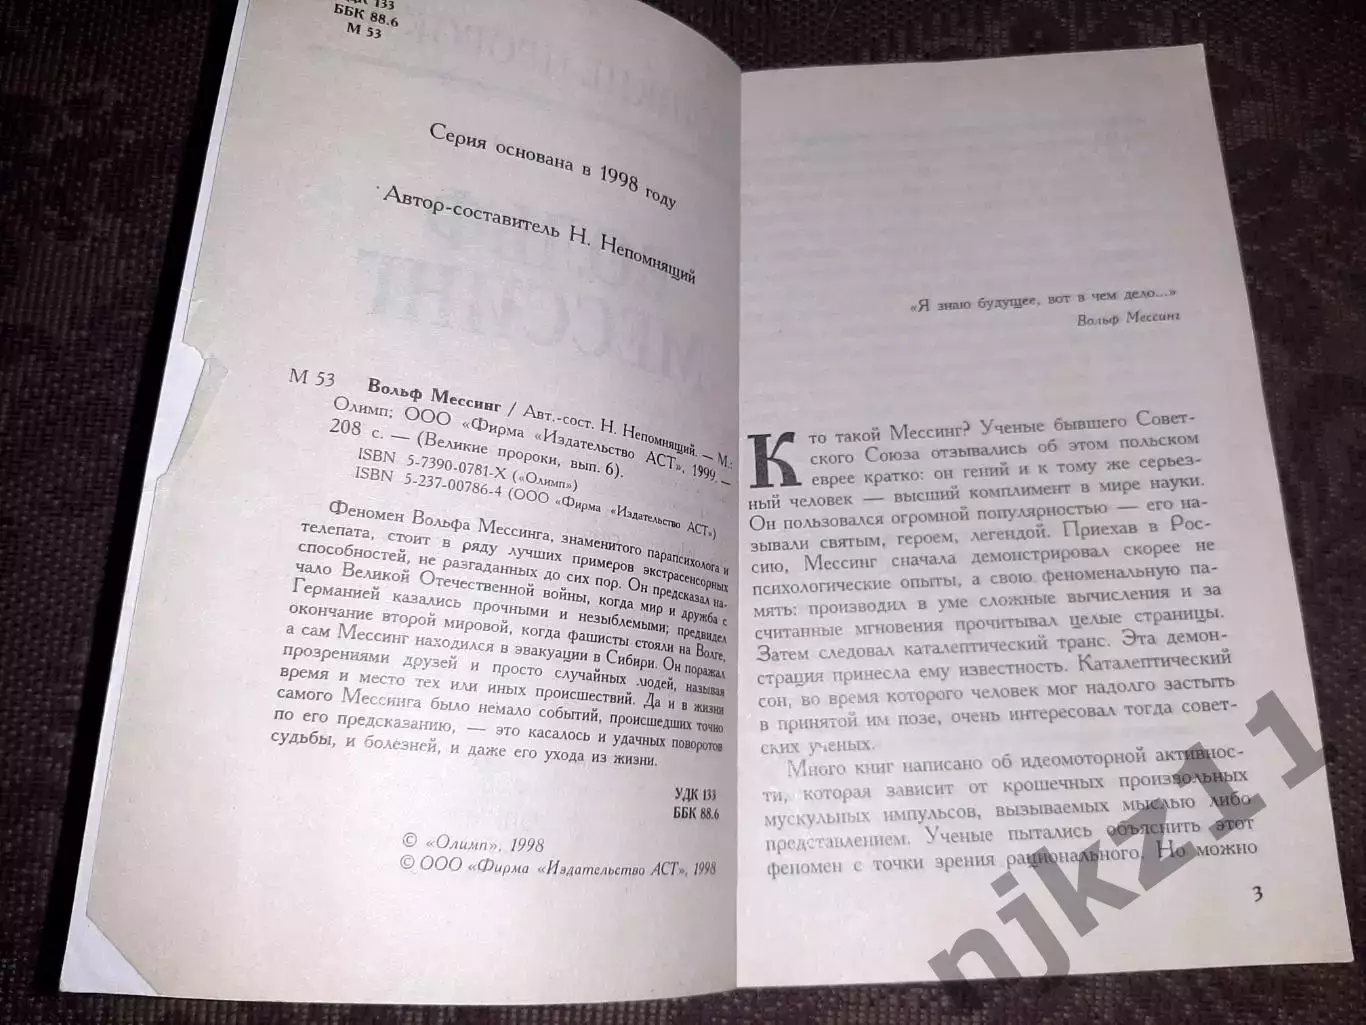 УДК 133
ББК 88.6
М 53
Серия основана в 1998 году
Автор-составитель Н. Непомнящий
М 53 Вольф Мессинг / Авт.-сост. Н. Непомнящий. — М.:
Олимп; ООО «Фирма «Издательство АСТ», 1999. —
208 с. — (Великие пророки, вып. 6).
ISBN 5-7390-0781-X («Олимп»)
ISBN 5-237-00786-4 (ООО «Фирма «Издательство АСТ»)
Феномен Вольфа Мессинга, знаменитого парапсихолога и
телепата, стоит в ряду лучших примеров экстрасенсорных
способностей, не разгаданных до сих пор. Он предсказал на-
чало Великой Отечественной войны, когда мир и дружба с
Германией казались прочными и незыблемыми; предвидел
окончание второй мировой, когда фашисты стояли на Волге,
а сам Мессинг находился в эвакуации в Сибири. Он поражал
прозрениями друзей и просто случайных людей, называя
время и место тех или иных происшествий. Да и в жизни
самого Мессинга было немало событий, происшедших точно
по его предсказанию, — это касалось и удачных поворотов
судьбы, и болезней, и даже его ухода из жизни.
УДК 133
ББК 88.6
© «Олимп», 1998
© ООО «Фирма «Издательство АСТ», 1998
«Я знаю будущее, вот в чем дело...»
Вольф Мессинг
Кто такой Мессинг? Ученые бывшего Совет-
ского Союза отзывались об этом польском
еврее кратко: он гений и к тому же серьез-
ный человек — высший комплимент в мире науки.
Он пользовался огромной популярностью — его на-
зывали святым, героем, легендой. Приехав в Рос-
сию, Мессинг сначала демонстрировал скорее не
психологические опыты, а свою феноменальную па-
мять: производил в уме сложные вычисления и за
считанные мгновения прочитывал целые страницы.
Затем следовал каталептический транс. Эта демон-
страция принесла ему известность. Каталептический
сон, во время которого человек мог надолго застыть
в принятой им позе, очень интересовал тогда совет-
ских ученых.
Много книг написано об идеомоторной активнос-
ти, которая зависит от крошечных произвольных
мускульных импульсов, вызываемых мыслью либо
представлением. Ученые пытались объяснить этот
феномен с точки зрения рационального. Но можно
3
njkz11